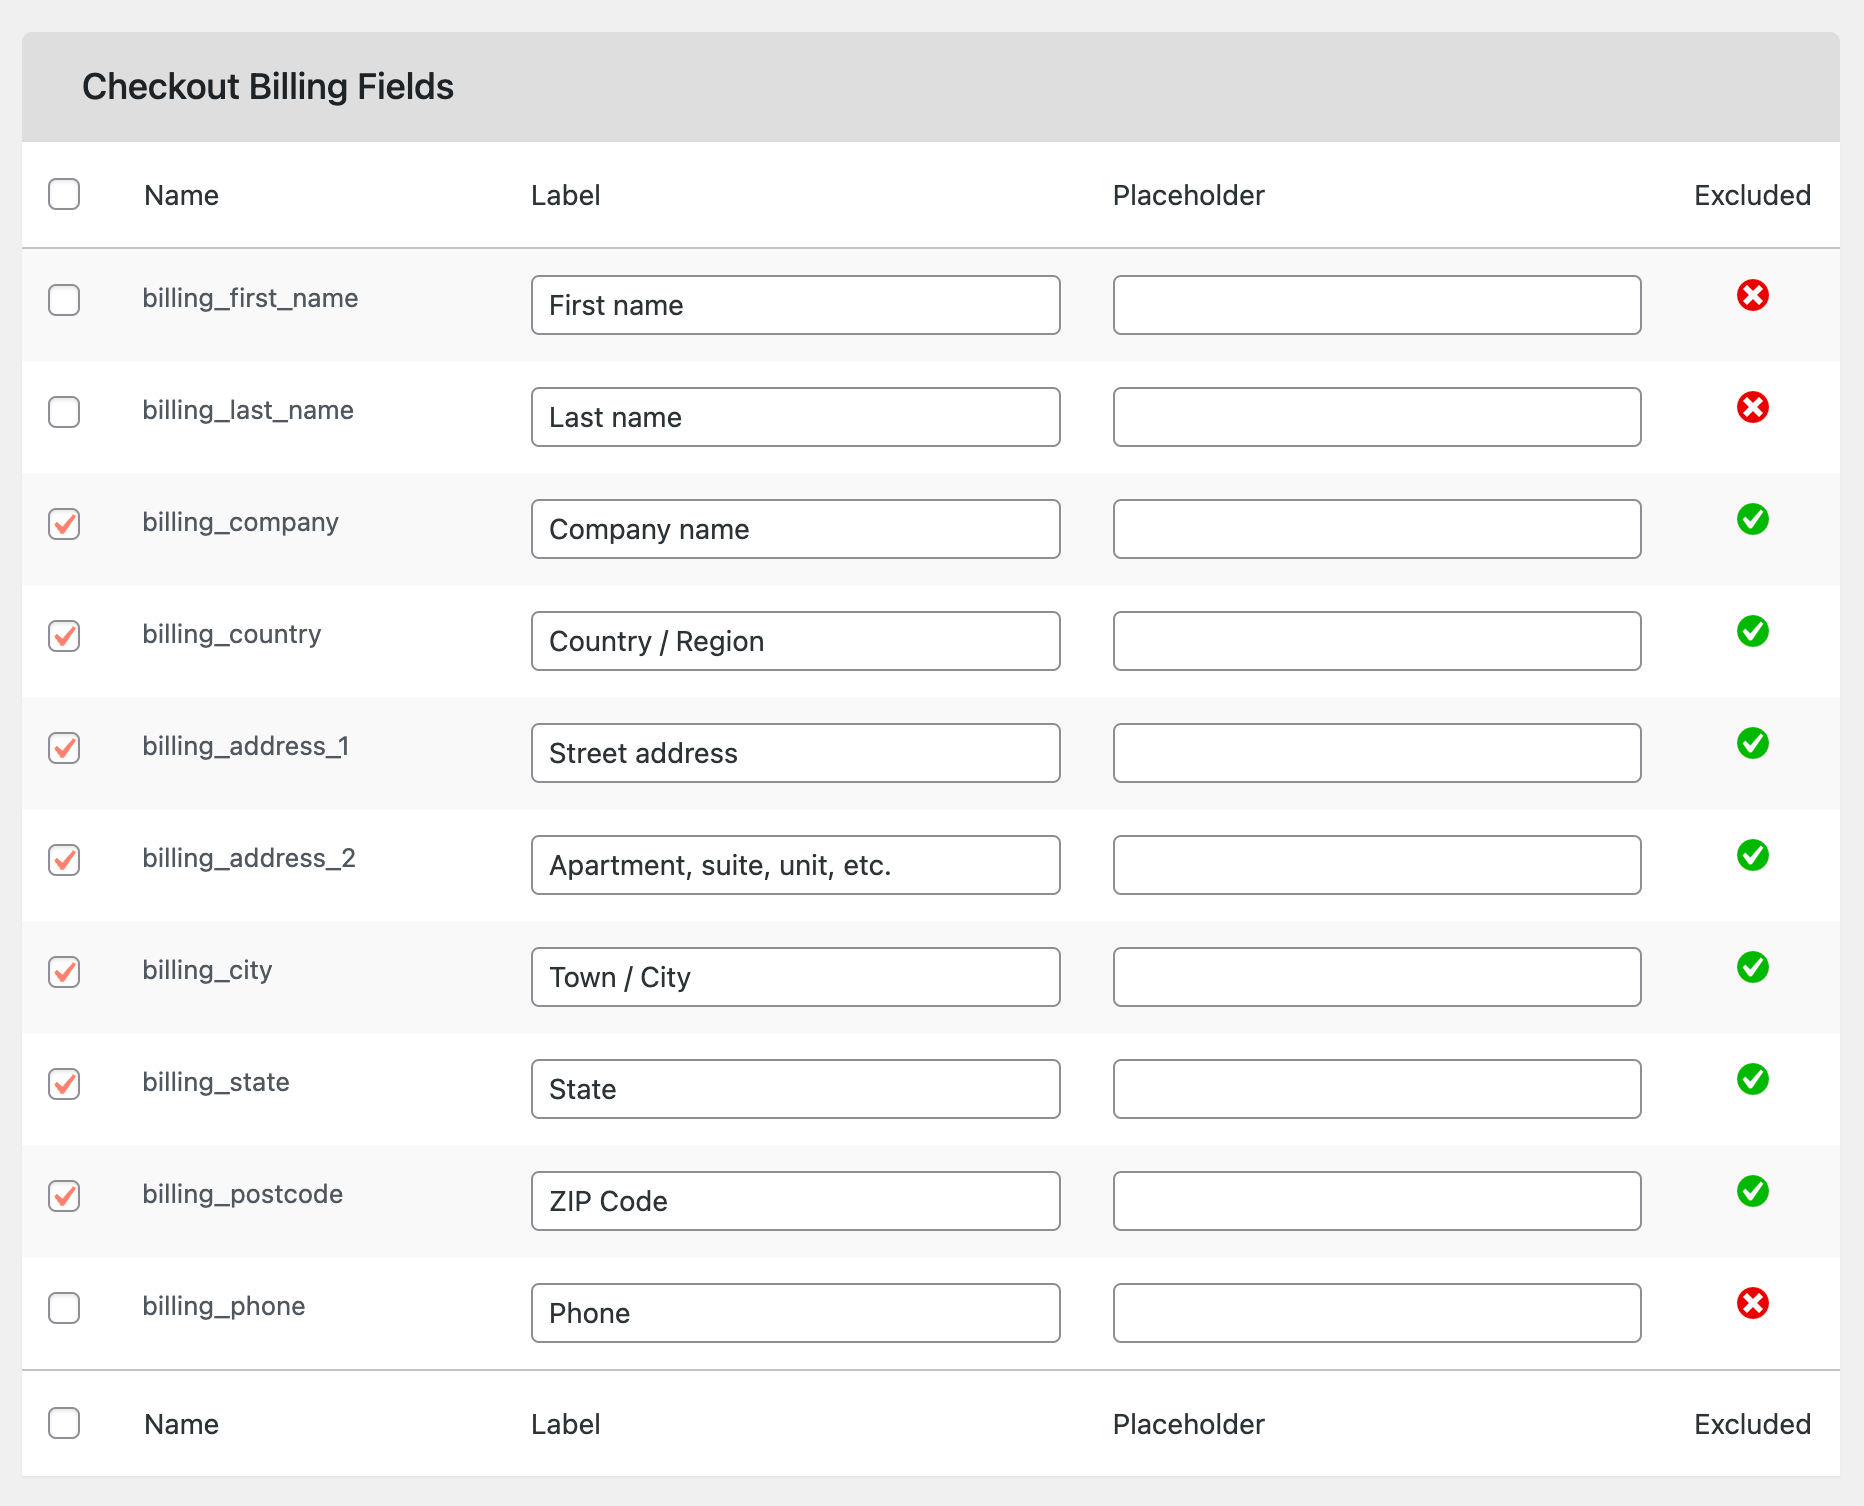 Checkout Billing Fields
Name Label Placeholder Excluded
billing_first_name First name
billing_last_name Last name
billing_company Company name
billing_country Country / Region
billing_address_1 Street address
billing_address_2 Apartment, suite, unit, etc.
billing_city Town / City
billing_state State
billing_postcode ZIP Code
billing_phone Phone
Name Label Placeholder Excluded